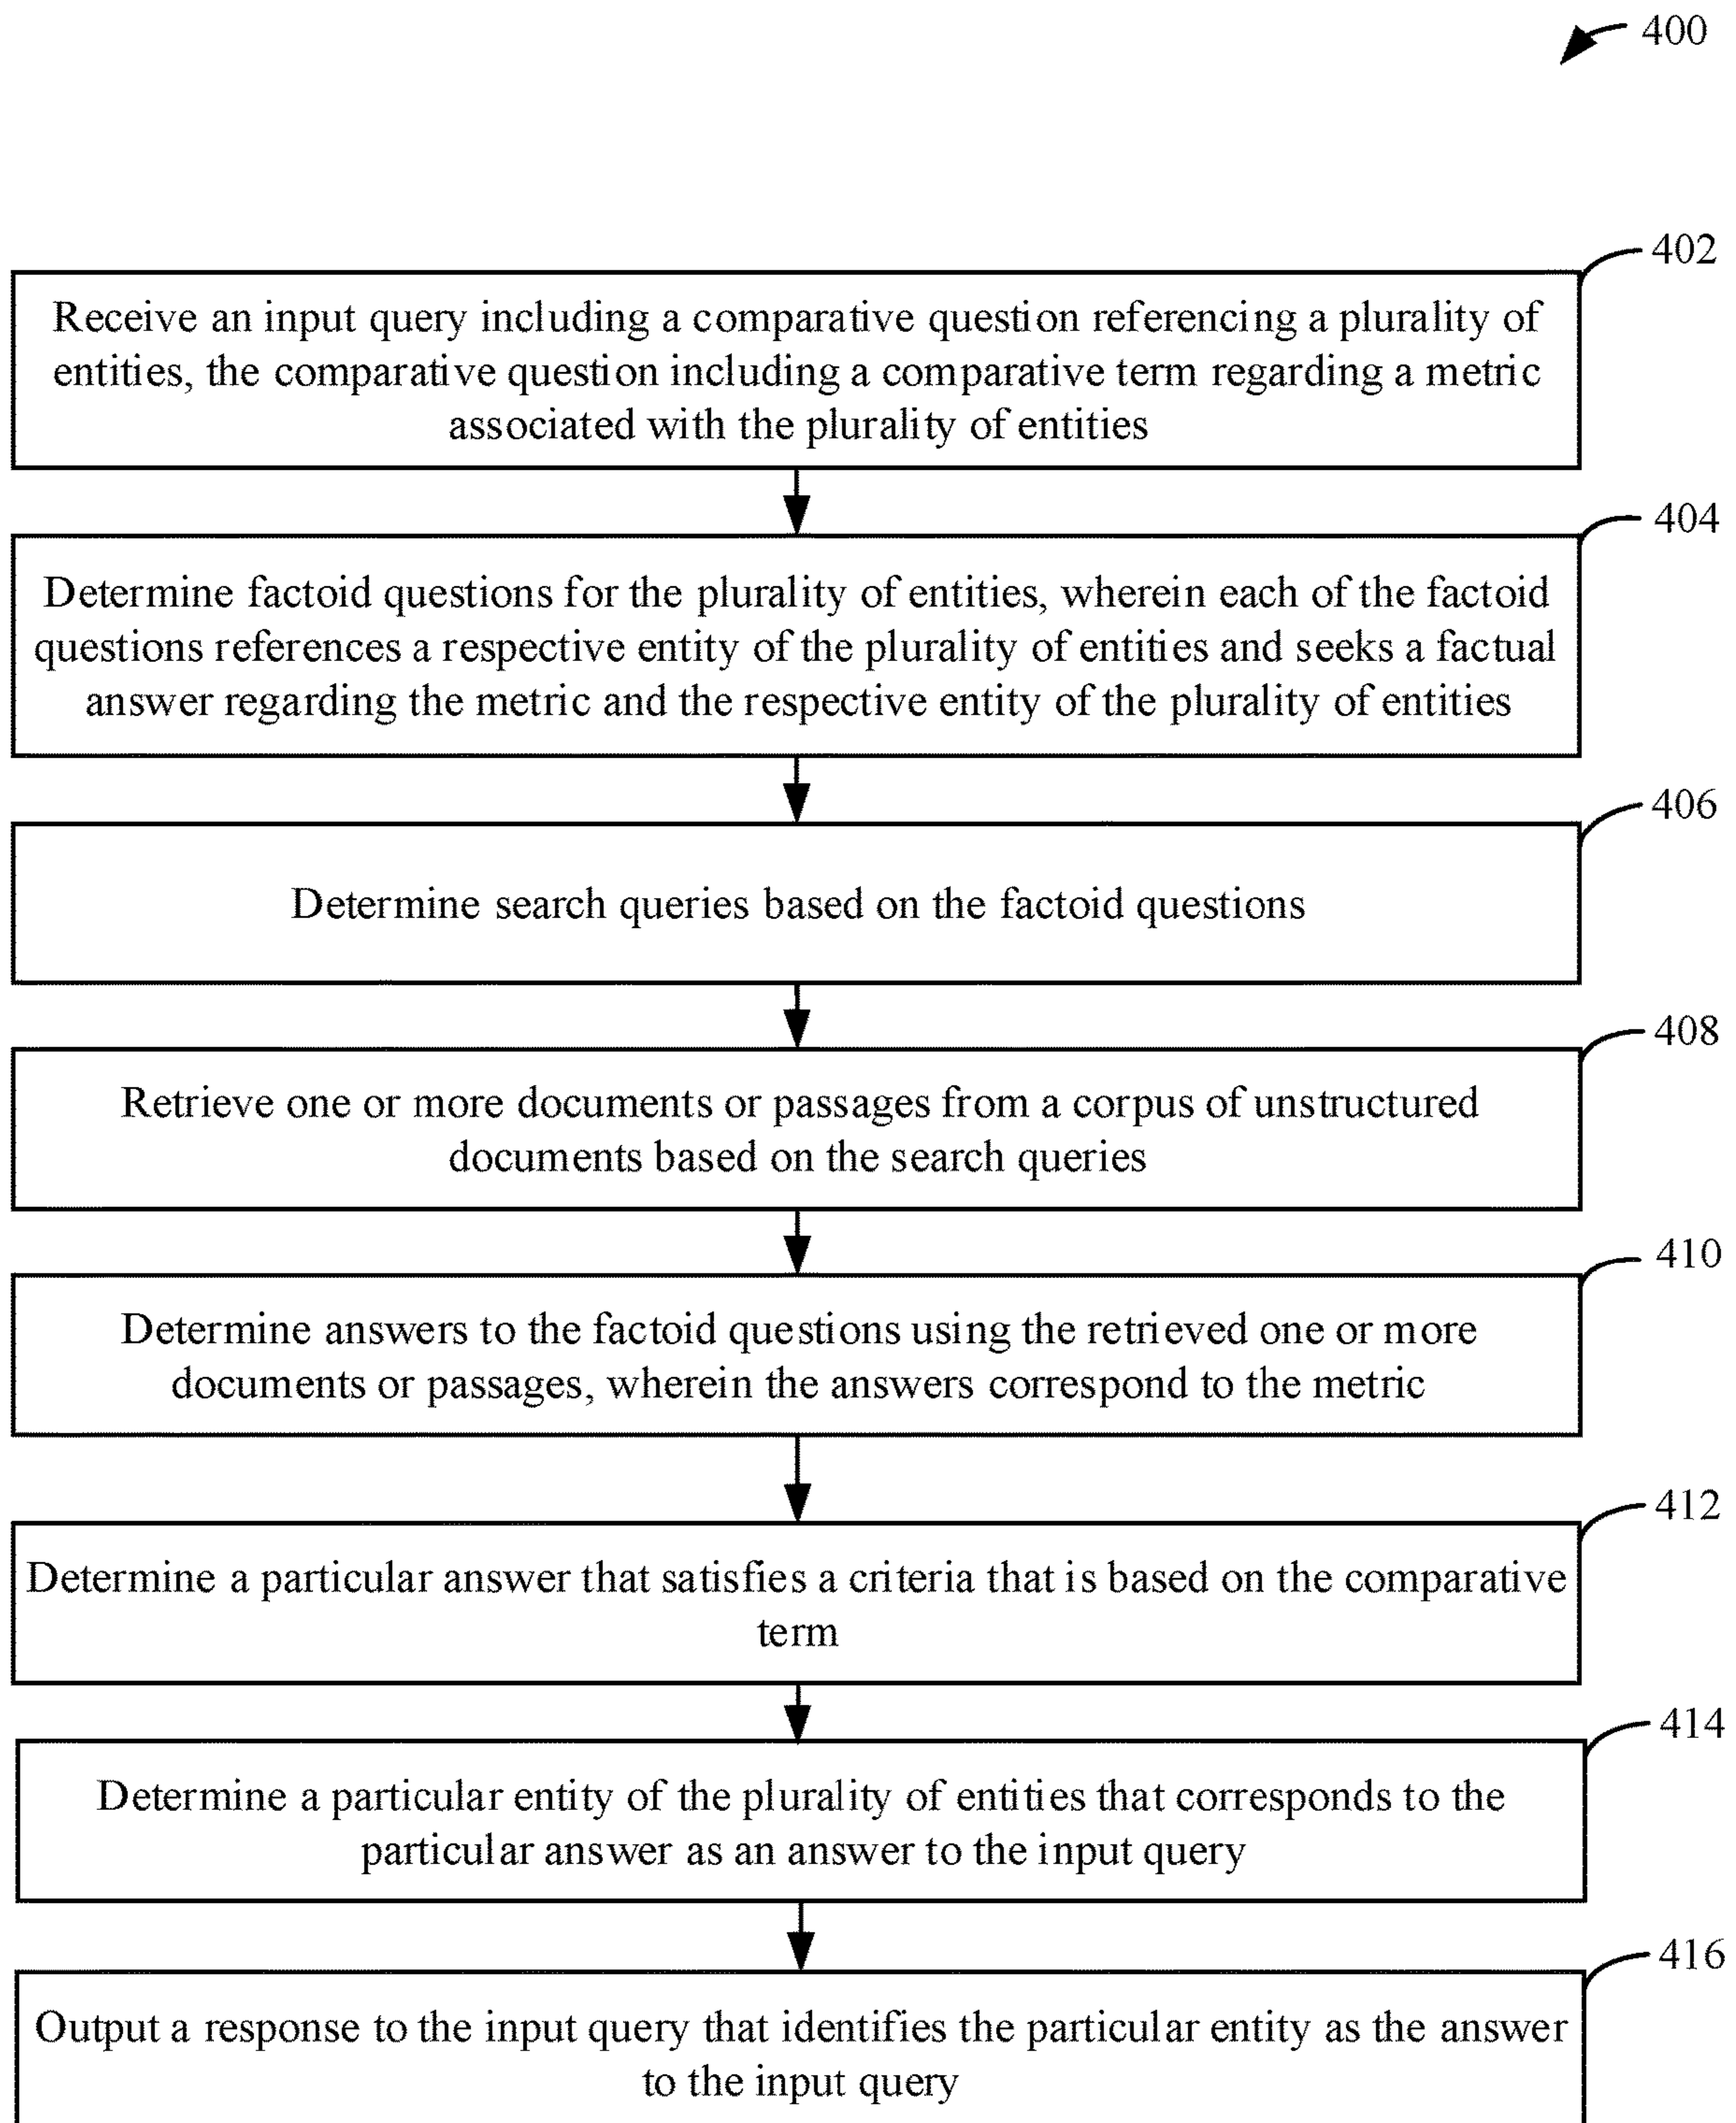 400
402
Receive an input query including a comparative question referencing a plurality of
entities, the comparative question including a comparative term regarding a metric
associated with the plurality of entities
404
Determine factoid questions for the plurality of entities, wherein each of the factoid
questions references a respective entity of the plurality of entities and seeks a factual
answer regarding the metric and the respective entity of the plurality of entities
406
Determine search queries based on the factoid questions
408
Retrieve one or more documents or passages from a corpus of unstructured
documents based on the search queries
410
Determine answers to the factoid questions using the retrieved one or more
documents or passages, wherein the answers correspond to the metric
412
Determine a particular answer that satisfies a criteria that is based on the comparative
term
414
Determine a particular entity of the plurality of entities that corresponds to the
particular answer as an answer to the input query
416
Output a response to the input query that identifies the particular entity as the answer
to the input query